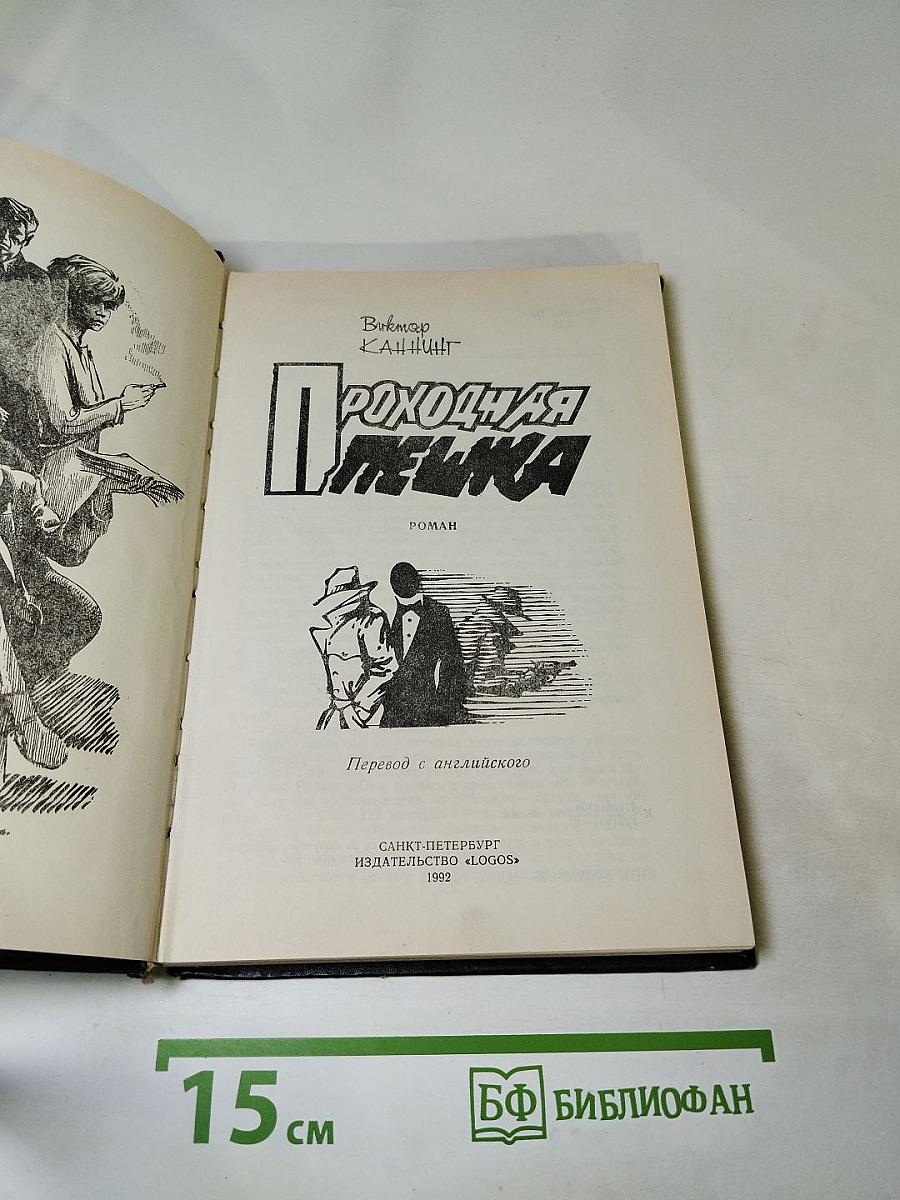 Виктор
КАННИНГ
ПРОХОДНАЯ
ПЕШКА
РОМАН
Перевод с английского
САНКТ-ПЕТЕРБУРГ
ИЗДАТЕЛЬСТВО «LOGOS»
1992
15 см
БФ БИБЛИОФАН